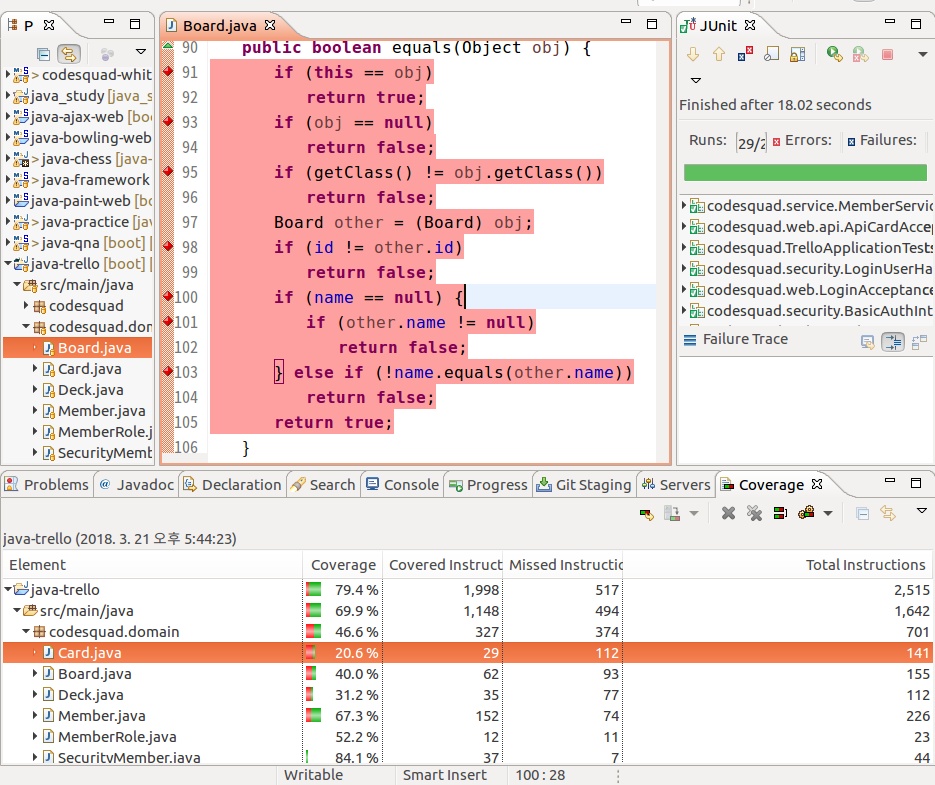 P
codesquad-whit
java_study [java_s
java-ajax-web [boo
java-bowling-web
> java-chess [java-
> java-framework
java-paint-web [bo
> java-practice [jav
> java-qna [boot] [
java-trello [boot] [
src/main/java
codesquad
codesquad.don
Board.java
Card.java
Deck.java
Member.java
MemberRole.j
SecurityMemb
Board.java
90 public boolean equals(Object obj) {
91 if (this == obj)
92 return true;
93 if (obj == null)
94 return false;
95 if (getClass() != obj.getClass())
96 return false;
97 Board other = (Board) obj;
98 if (id != other.id)
99 return false;
100 if (name == null) {
101 if (other.name != null)
102 return false;
103 } else if (!name.equals(other.name))
104 return false;
105 return true;
106 }
JUnit
Finished after 18.02 seconds
Runs: 29/2 Errors: Failures:
codesquad.service.MemberServic
codesquad.web.api.ApiCardAccep
codesquad.TrelloApplicationTests
codesquad.security.LoginUserHa
codesquad.web.LoginAcceptance
codesquad.security.BasicAuthInt
Failure Trace
Problems @ Javadoc Declaration Search Console Progress Git Staging Servers Coverage
java-trello (2018. 3. 21 오후 5:44:23)
Element Coverage Covered Instruct Missed Instructio Total Instructions
java-trello 79.4 % 1,998 517 2,515
src/main/java 69.9 % 1,148 494 1,642
codesquad.domain 46.6 % 327 374 701
Card.java 20.6 % 29 112 141
Board.java 40.0 % 62 93 155
Deck.java 31.2 % 35 77 112
Member.java 67.3 % 152 74 226
MemberRole.java 52.2 % 12 11 23
SecurityMember.java 84.1 % 37 7 44
Writable Smart Insert 100 : 28